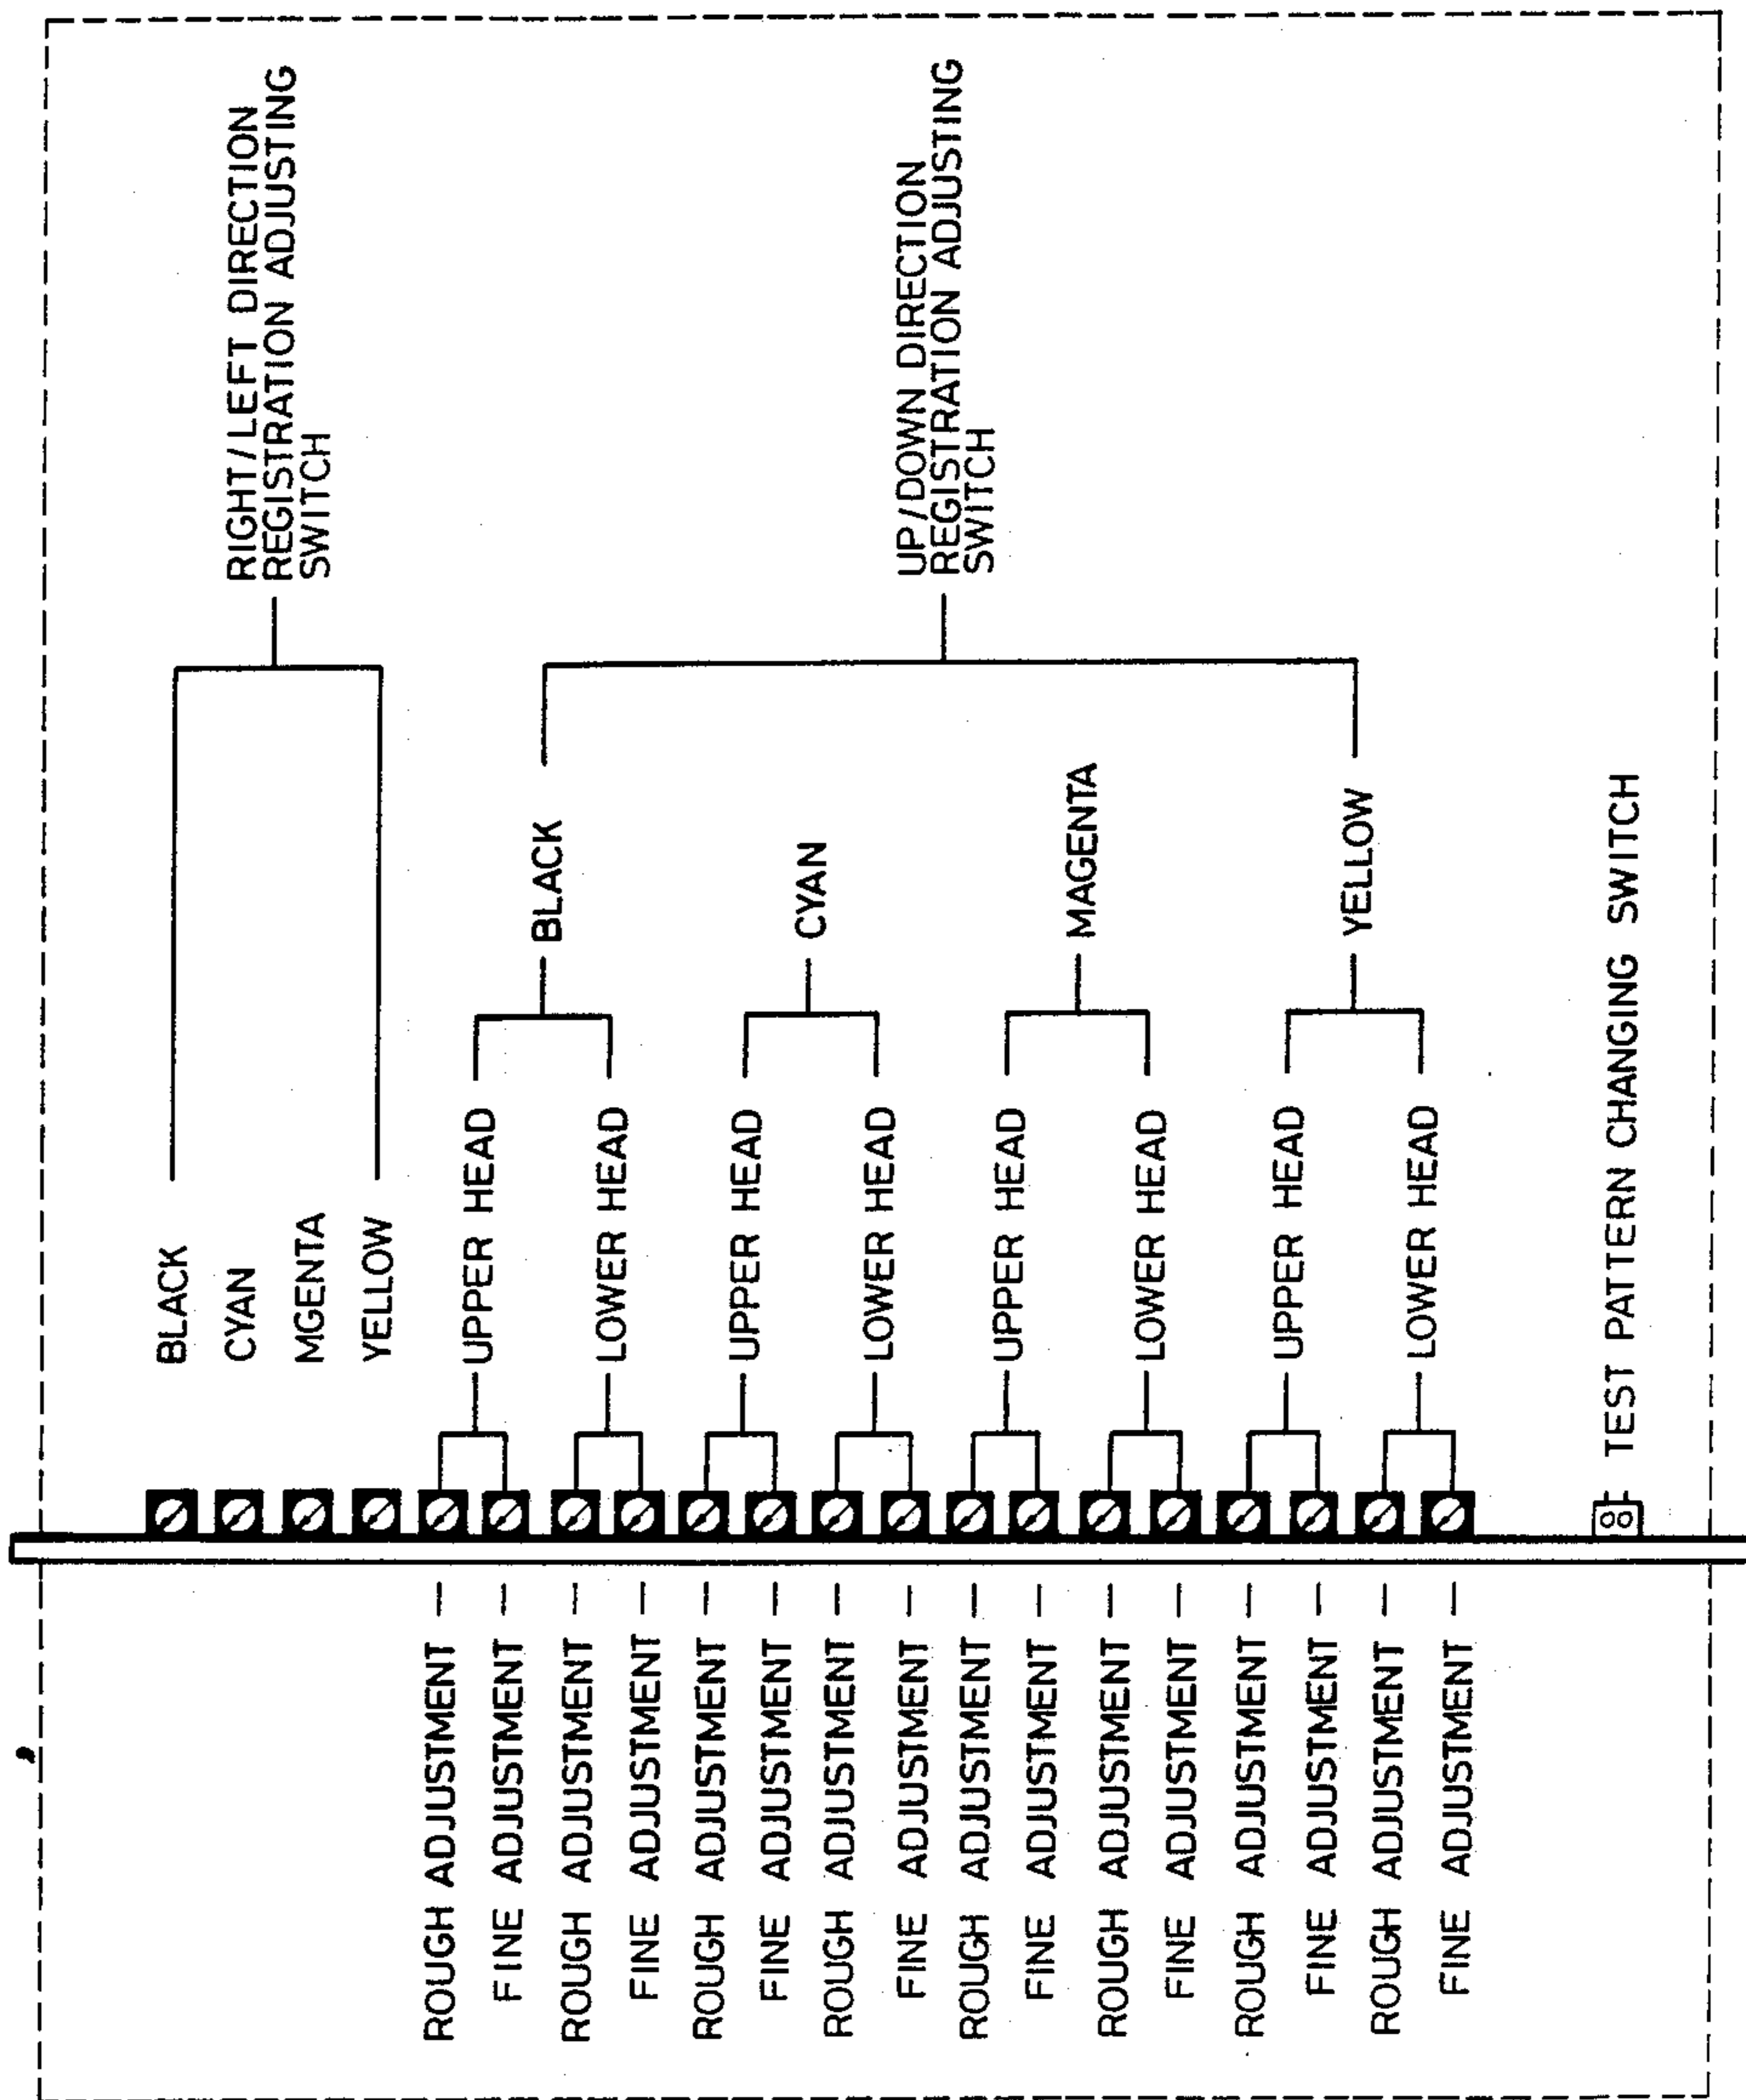 BLACK
CYAN
MGENTA
YELLOW
RIGHT/LEFT DIRECTION
REGISTRATION ADJUSTING
SWITCH
ROUGH ADJUSTMENT
FINE ADJUSTMENT
ROUGH ADJUSTMENT
FINE ADJUSTMENT
ROUGH ADJUSTMENT
FINE ADJUSTMENT
ROUGH ADJUSTMENT
FINE ADJUSTMENT
ROUGH ADJUSTMENT
FINE ADJUSTMENT
ROUGH ADJUSTMENT
FINE ADJUSTMENT
ROUGH ADJUSTMENT
FINE ADJUSTMENT
ROUGH ADJUSTMENT
FINE ADJUSTMENT
UPPER HEAD
LOWER HEAD
UPPER HEAD
LOWER HEAD
UPPER HEAD
LOWER HEAD
UPPER HEAD
LOWER HEAD
BLACK
CYAN
MAGENTA
YELLOW
UP/DOWN DIRECTION
REGISTRATION ADJUSTING
SWITCH
TEST PATTERN CHANGING SWITCH